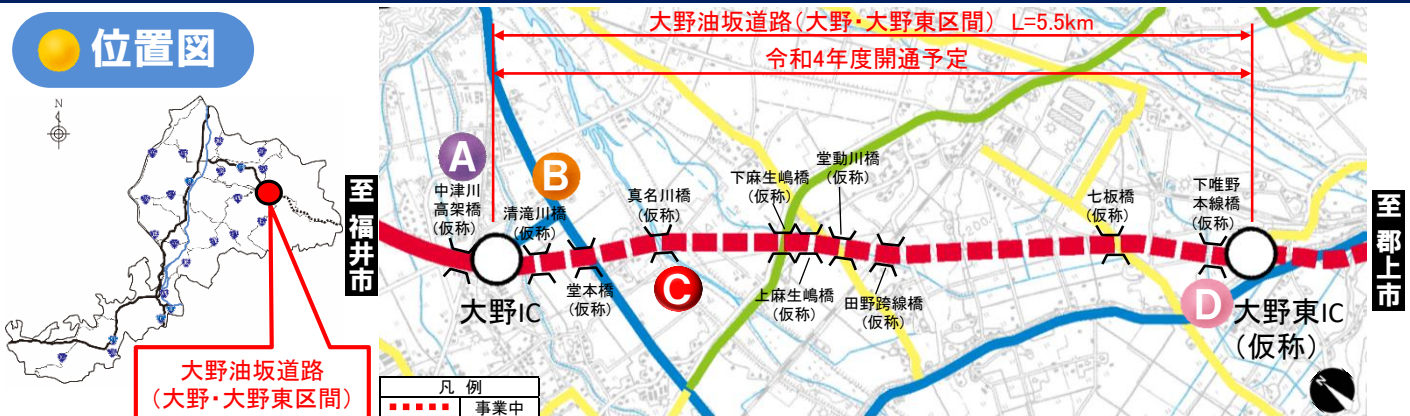 位置図
N
大野油坂道路
(大野・大野東区間)
至 福井市
大野油坂道路(大野・大野東区間) L=5.5km
令和4年度開通予定
A
中津川
高架橋
(仮称)
大野IC
清滝川橋
(仮称)
B
堂本橋
(仮称)
真名川橋
(仮称)
C
下麻生嶋橋
(仮称)
上麻生嶋橋
(仮称)
堂動川橋
(仮称)
田野跨線橋
(仮称)
七板橋
(仮称)
下唯野
本線橋
(仮称)
D
大野東IC
(仮称)
至 郡上市
凡 例
事業中
N